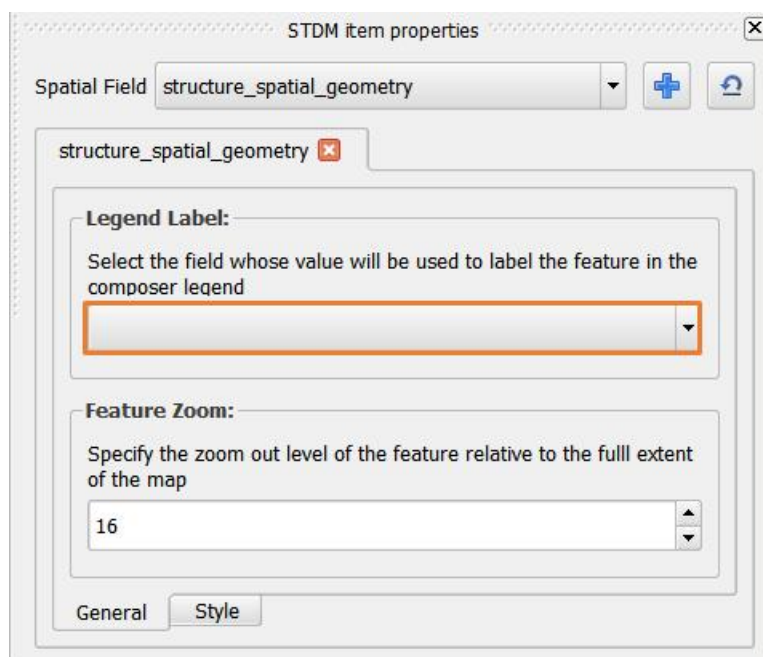 STDM item properties
Spatial Field structure_spatial_geometry
structure_spatial_geometry
Legend Label:
Select the field whose value will be used to label the feature in the
composer legend
Feature Zoom:
Specify the zoom out level of the feature relative to the fulll extent
of the map
16
General Style